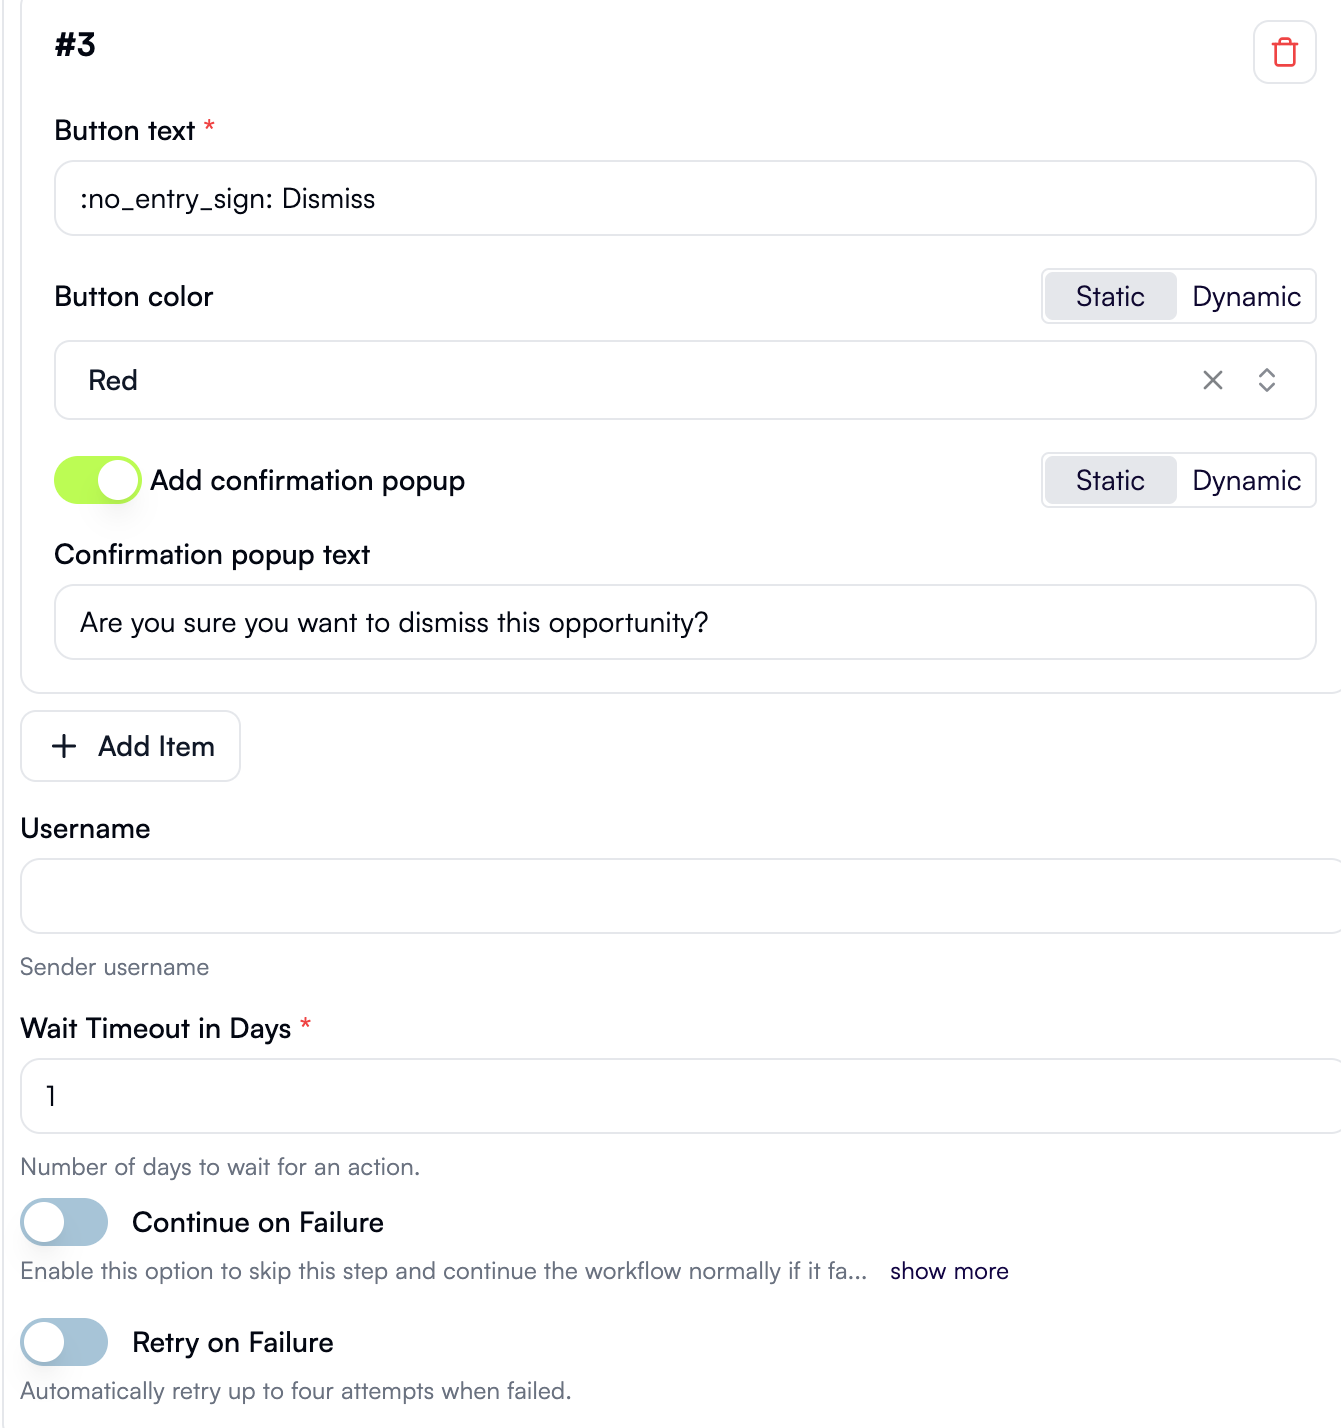 #3
Button text *
:no_entry_sign: Dismiss
Button color
Static Dynamic
Red
Add confirmation popup
Static Dynamic
Confirmation popup text
Are you sure you want to dismiss this opportunity?
Add Item
Username
Sender username
Wait Timeout in Days *
1
Number of days to wait for an action.
Continue on Failure
Enable this option to skip this step and continue the workflow normally if it fa... show more
Retry on Failure
Automatically retry up to four attempts when failed.